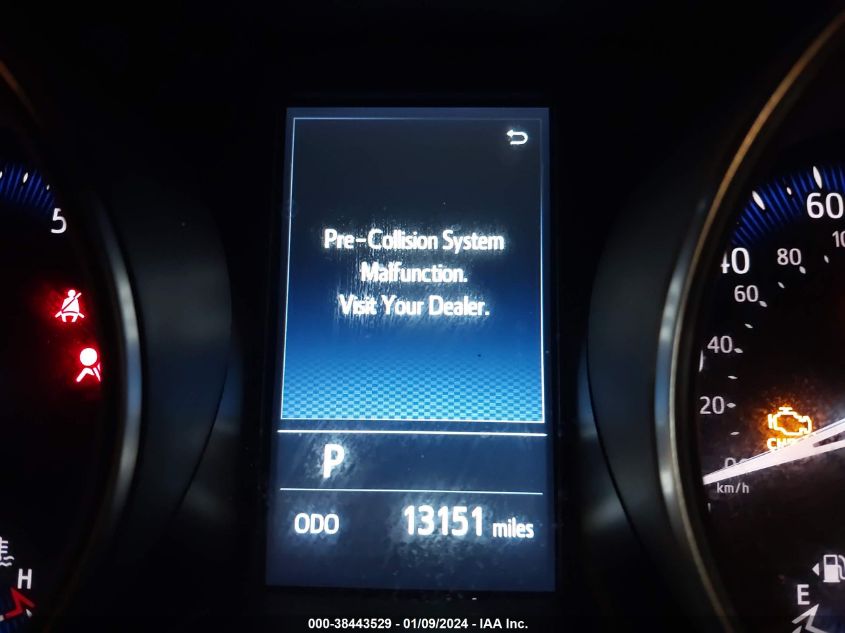 Pre-Collision System
Malfunction.
Visit Your Dealer.
P
ODO 13151 miles
5
H
60
40
80
60
40
20
km/h
E
000-38443529 - 01/09/2024 - IAA Inc.